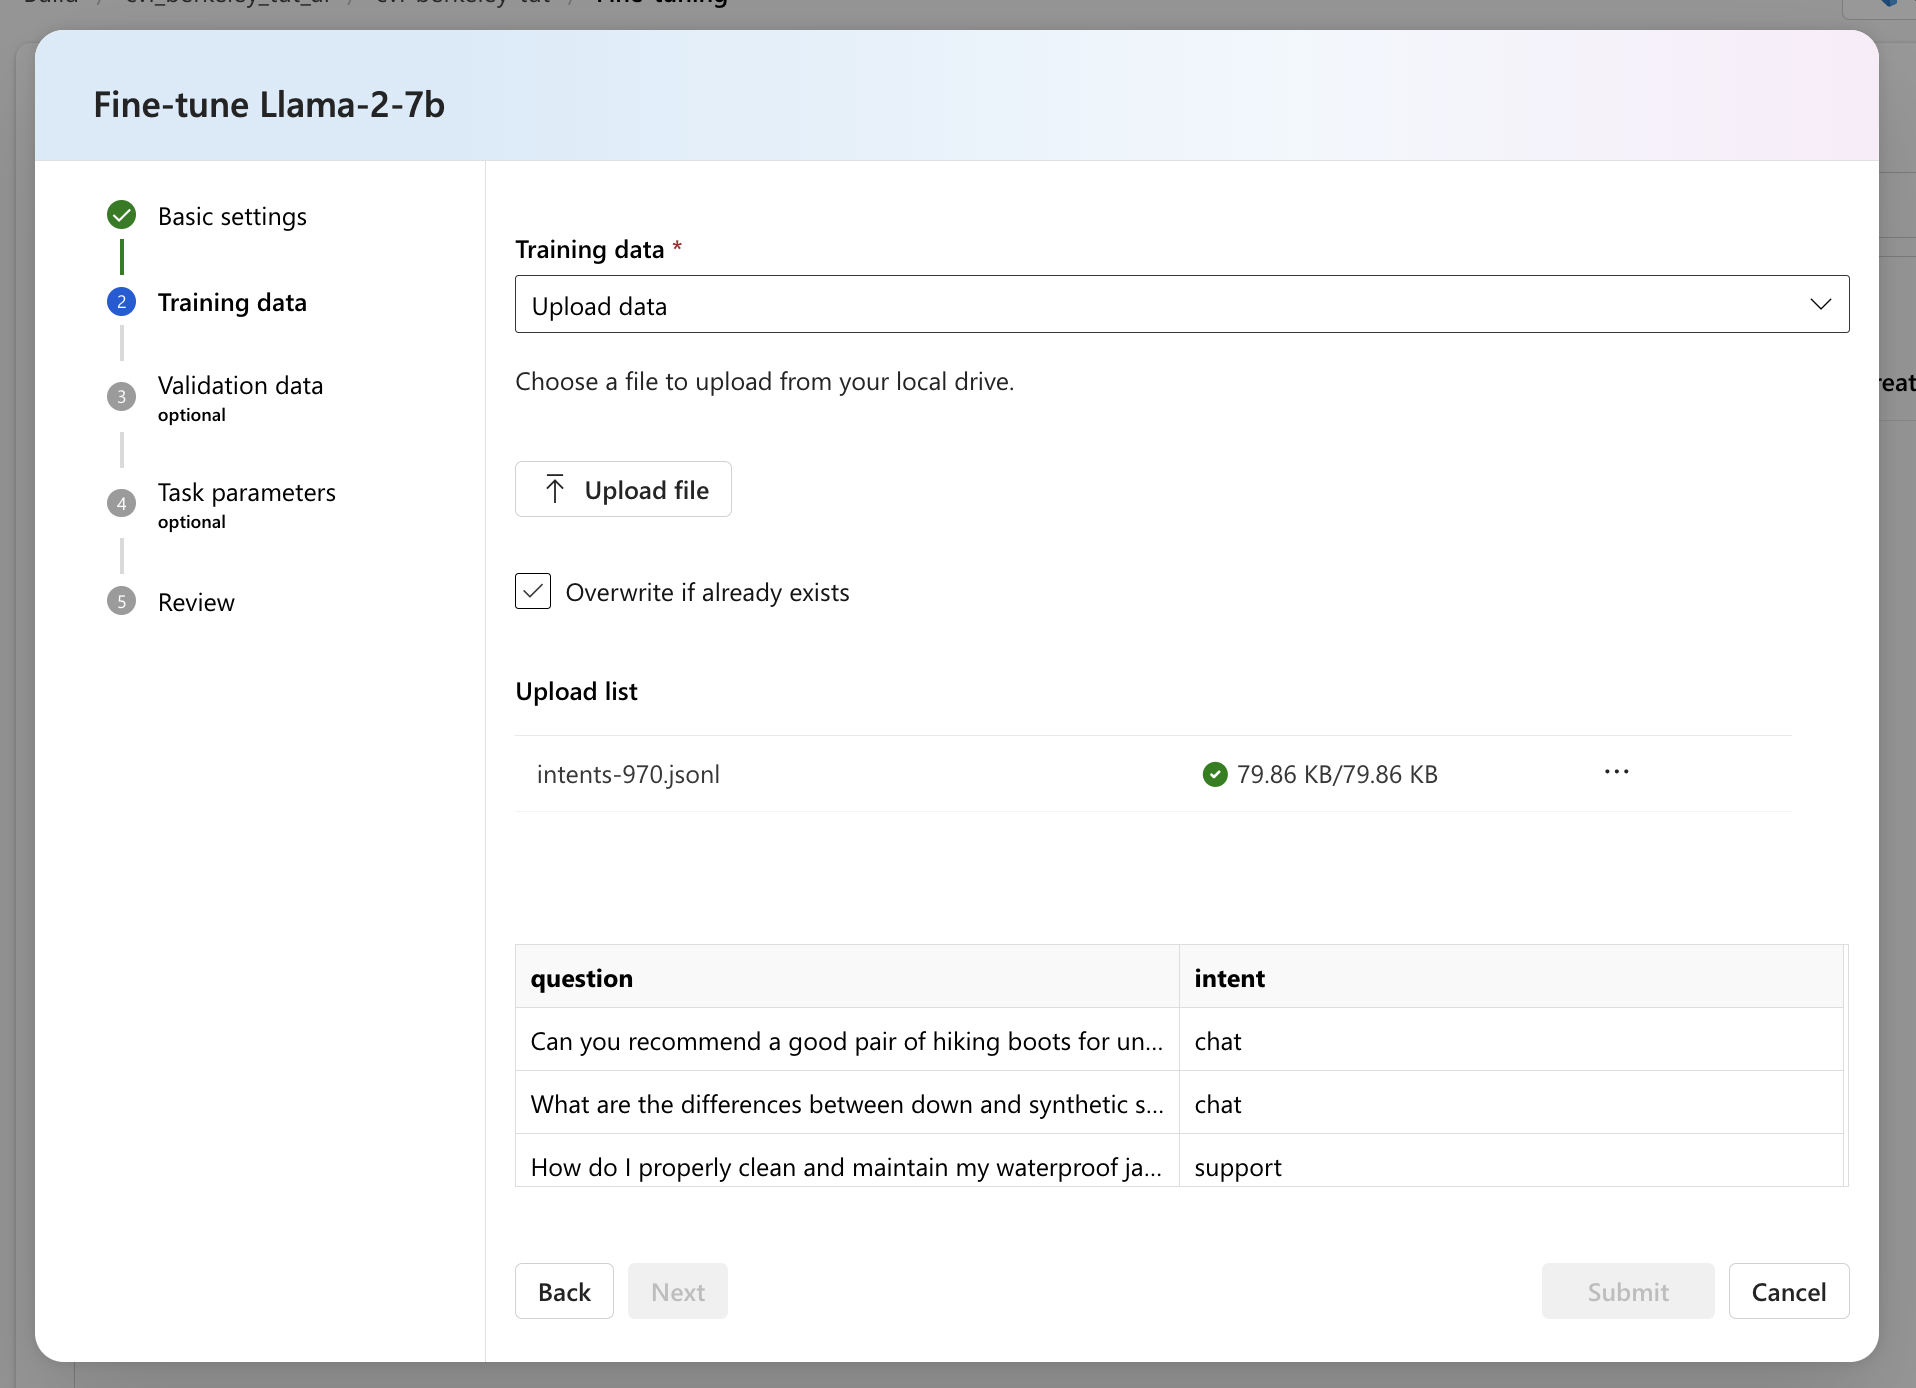 Fine-tuning
Fine-tune Llama-2-7b
Basic settings
2 Training data
3 Validation data
optional
4 Task parameters
optional
5 Review
Training data *
Upload data
Choose a file to upload from your local drive.
Upload file
Overwrite if already exists
Upload list
intents-970.jsonl 79.86 KB/79.86 KB ...
question intent
Can you recommend a good pair of hiking boots for un... chat
What are the differences between down and synthetic s... chat
How do I properly clean and maintain my waterproof ja... support
Back Next Submit Cancel